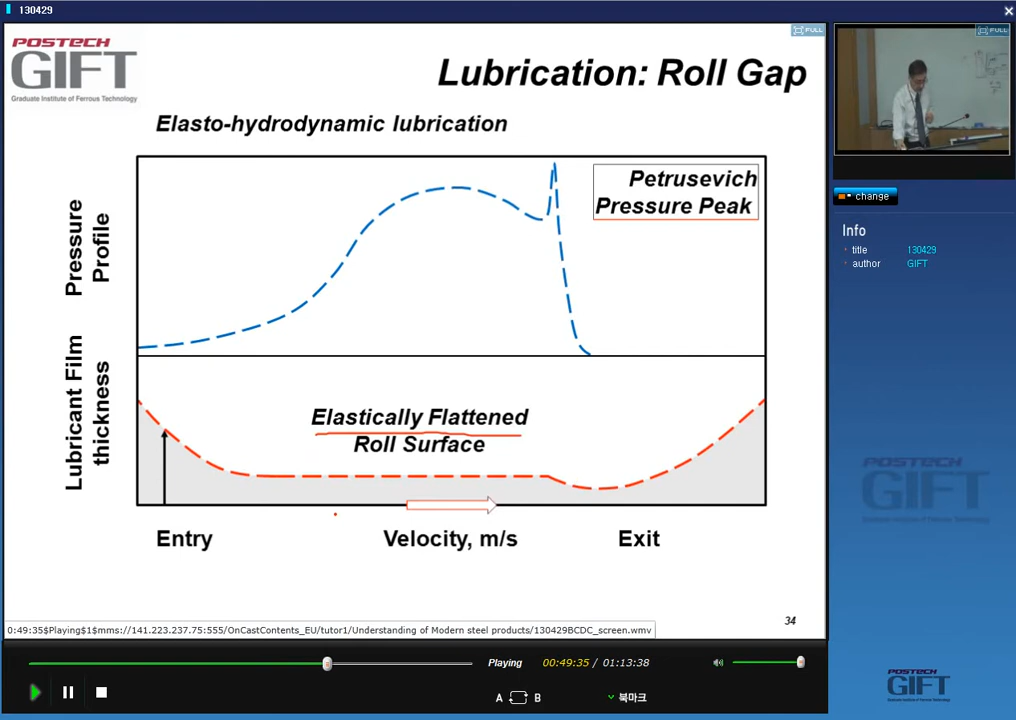 130429
POSTECH
GIFT
Graduate Institute of Ferrous Technology
FULL
Lubrication: Roll Gap
Elasto-hydrodynamic lubrication
Pressure
Profile
Petrusevich
Pressure Peak
Lubricant Film
thickness
Elastically Flattened
Roll Surface
Entry
Velocity, m/s
Exit
34
0:49:35$Playing$1$mms://141.223.237.75:555/OnCastContents_EU/tutor1/Understanding of Modern steel products/130429BCDC_screen.wmv
Playing
00:49:35 / 01:13:38
A
B
북마크
FULL
change
Info
title 130429
author GIFT
POSTECH
GIFT
POSTECH
GIFT